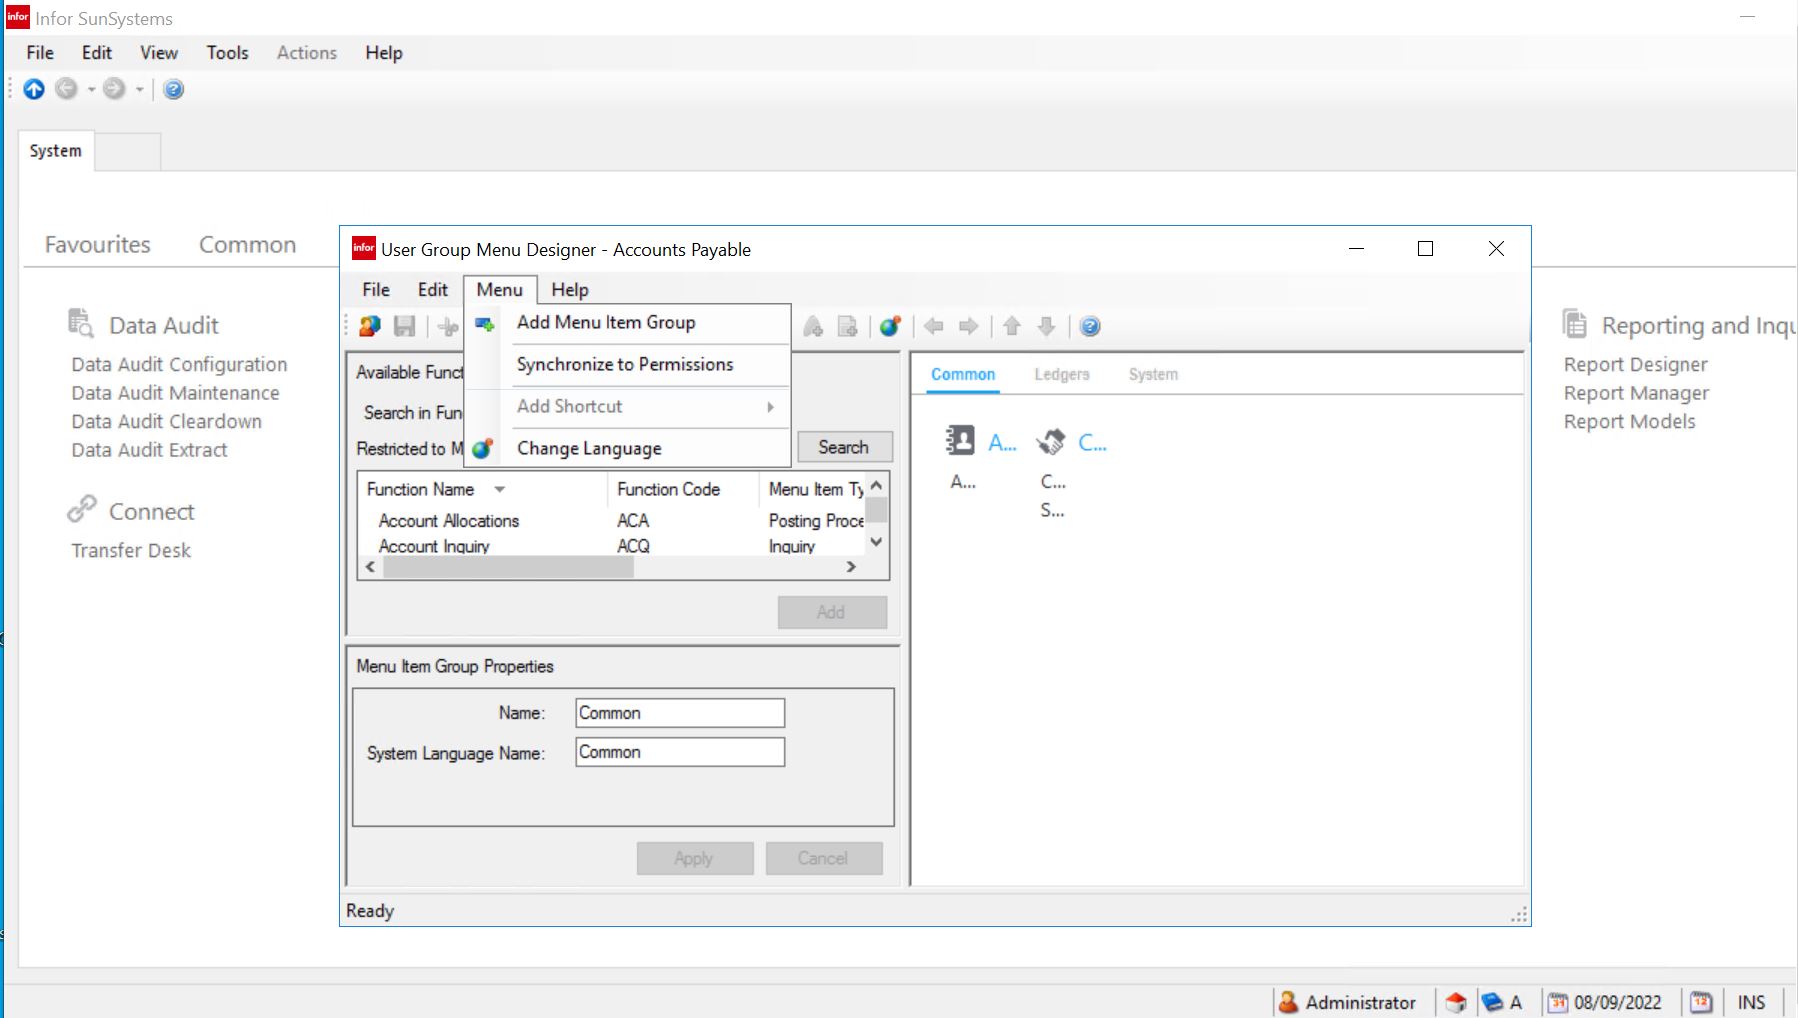 infor Infor SunSystems
File Edit View Tools Actions Help
System
Favourites Common
Data Audit
Data Audit Configuration
Data Audit Maintenance
Data Audit Cleardown
Data Audit Extract
Connect
Transfer Desk
infor User Group Menu Designer - Accounts Payable
File Edit Menu Help
Add Menu Item Group
Synchronize to Permissions
Add Shortcut
Change Language
Available Funct
Search in Fun
Restricted to M
Search
Function Name Function Code Menu Item Ty
Account Allocations ACA Posting Proce
Account Inquiry ACQ Inquiry
Add
Menu Item Group Properties
Name: Common
System Language Name: Common
Apply Cancel
Common Ledgers System
A... C...
A... C...
S...
Ready
Reporting and Inqu
Report Designer
Report Manager
Report Models
Administrator A 31 08/09/2022 12 INS